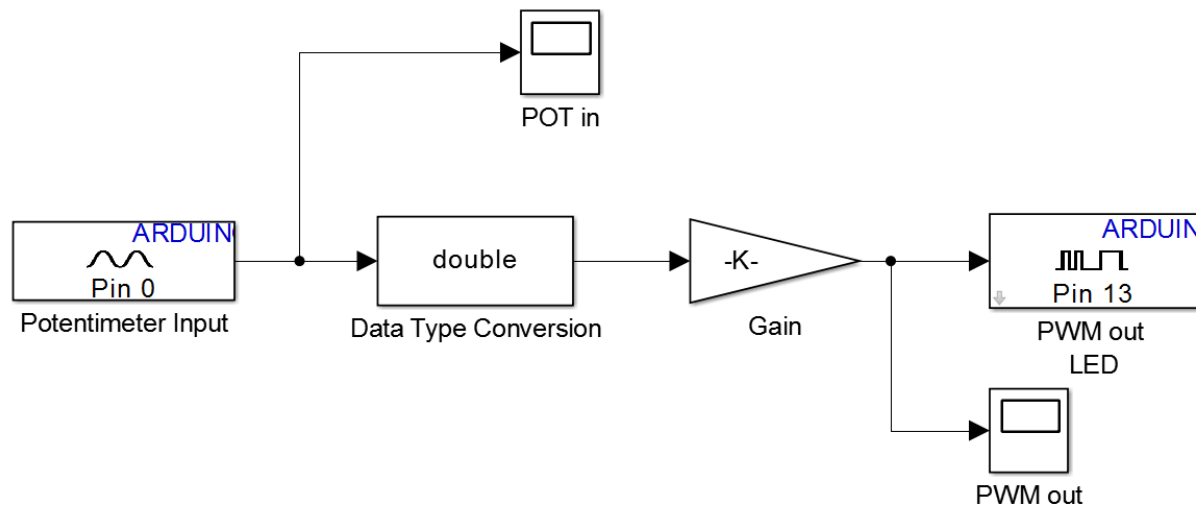 POT in
ARDUINO
Pin 0
Potentimeter Input
double
Data Type Conversion
-K-
Gain
ARDUIN
Pin 13
PWM out
LED
PWM out